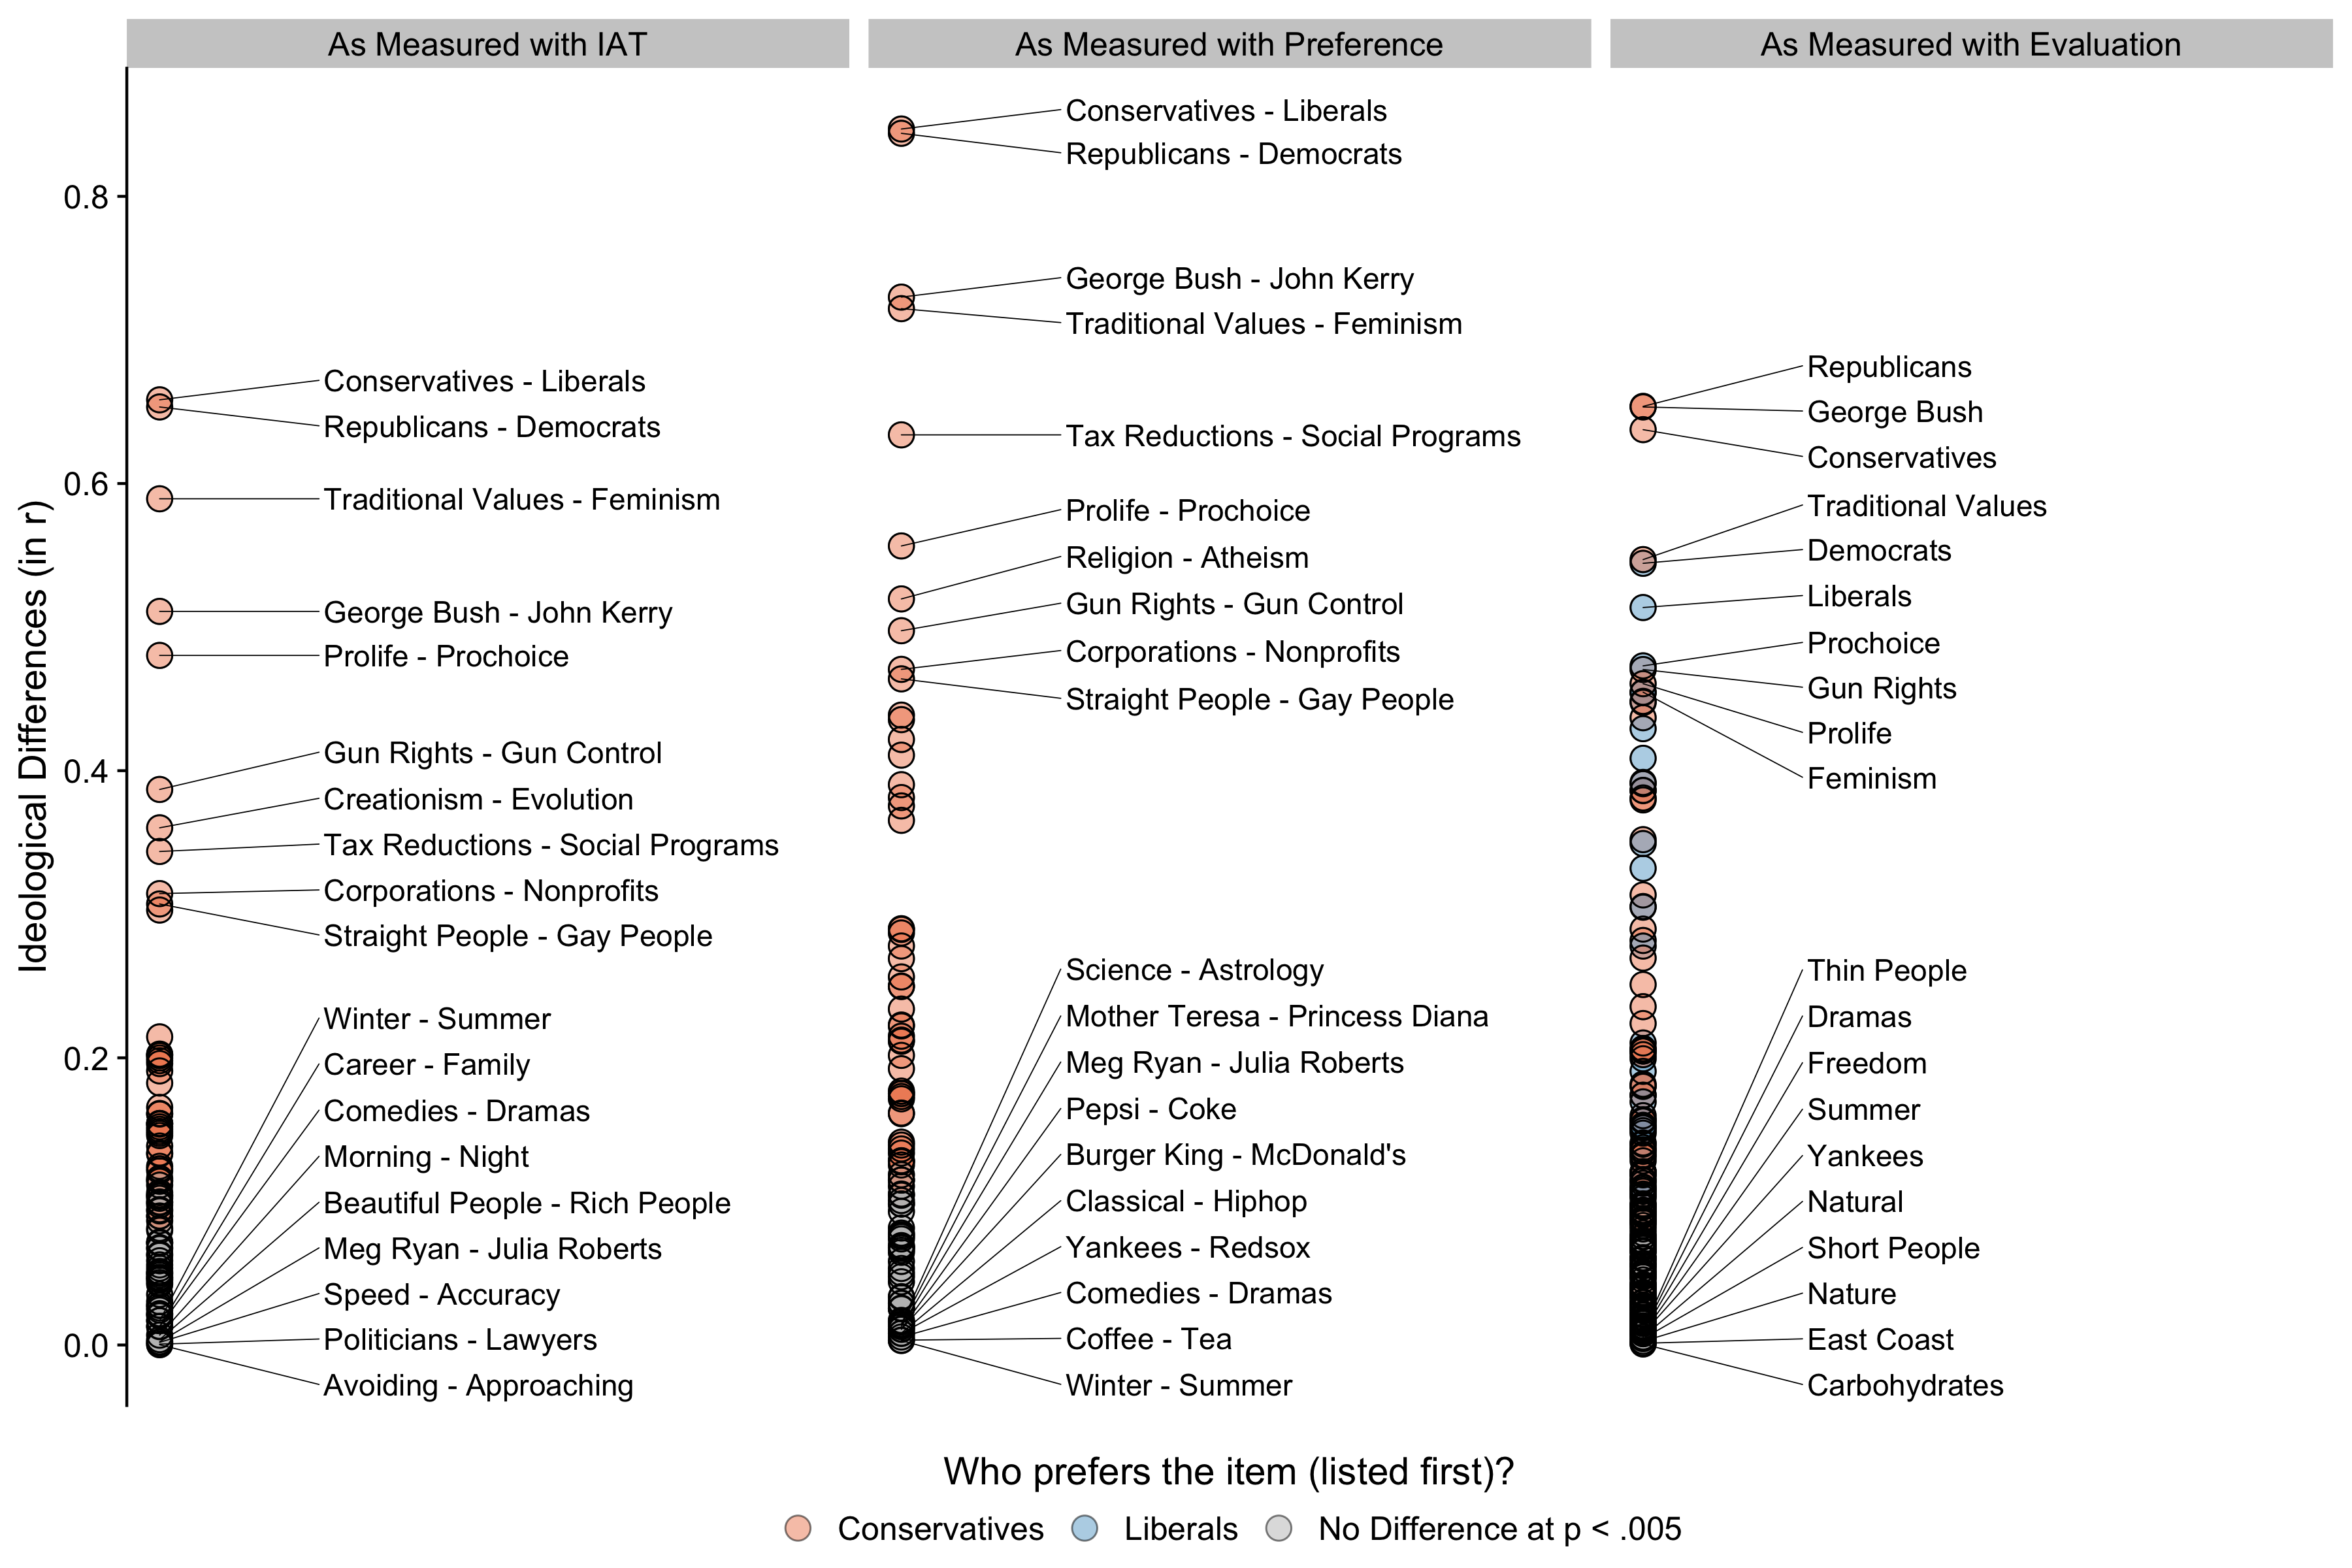 As Measured with IAT
As Measured with Preference
As Measured with Evaluation
Ideological Differences (in r)
0.8
0.6
0.4
0.2
0.0
Conservatives - Liberals
Republicans - Democrats
Traditional Values - Feminism
George Bush - John Kerry
Prolife - Prochoice
Gun Rights - Gun Control
Creationism - Evolution
Tax Reductions - Social Programs
Corporations - Nonprofits
Straight People - Gay People
Winter - Summer
Career - Family
Comedies - Dramas
Morning - Night
Beautiful People - Rich People
Meg Ryan - Julia Roberts
Speed - Accuracy
Politicians - Lawyers
Avoiding - Approaching
Conservatives - Liberals
Republicans - Democrats
George Bush - John Kerry
Traditional Values - Feminism
Tax Reductions - Social Programs
Prolife - Prochoice
Religion - Atheism
Gun Rights - Gun Control
Corporations - Nonprofits
Straight People - Gay People
Science - Astrology
Mother Teresa - Princess Diana
Meg Ryan - Julia Roberts
Pepsi - Coke
Burger King - McDonald's
Classical - Hiphop
Yankees - Redsox
Comedies - Dramas
Coffee - Tea
Winter - Summer
Republicans
George Bush
Conservatives
Traditional Values
Democrats
Liberals
Prochoice
Gun Rights
Prolife
Feminism
Thin People
Dramas
Freedom
Summer
Yankees
Natural
Short People
Nature
East Coast
Carbohydrates
Who prefers the item (listed first)?
Conservatives
Liberals
No Difference at p < .005